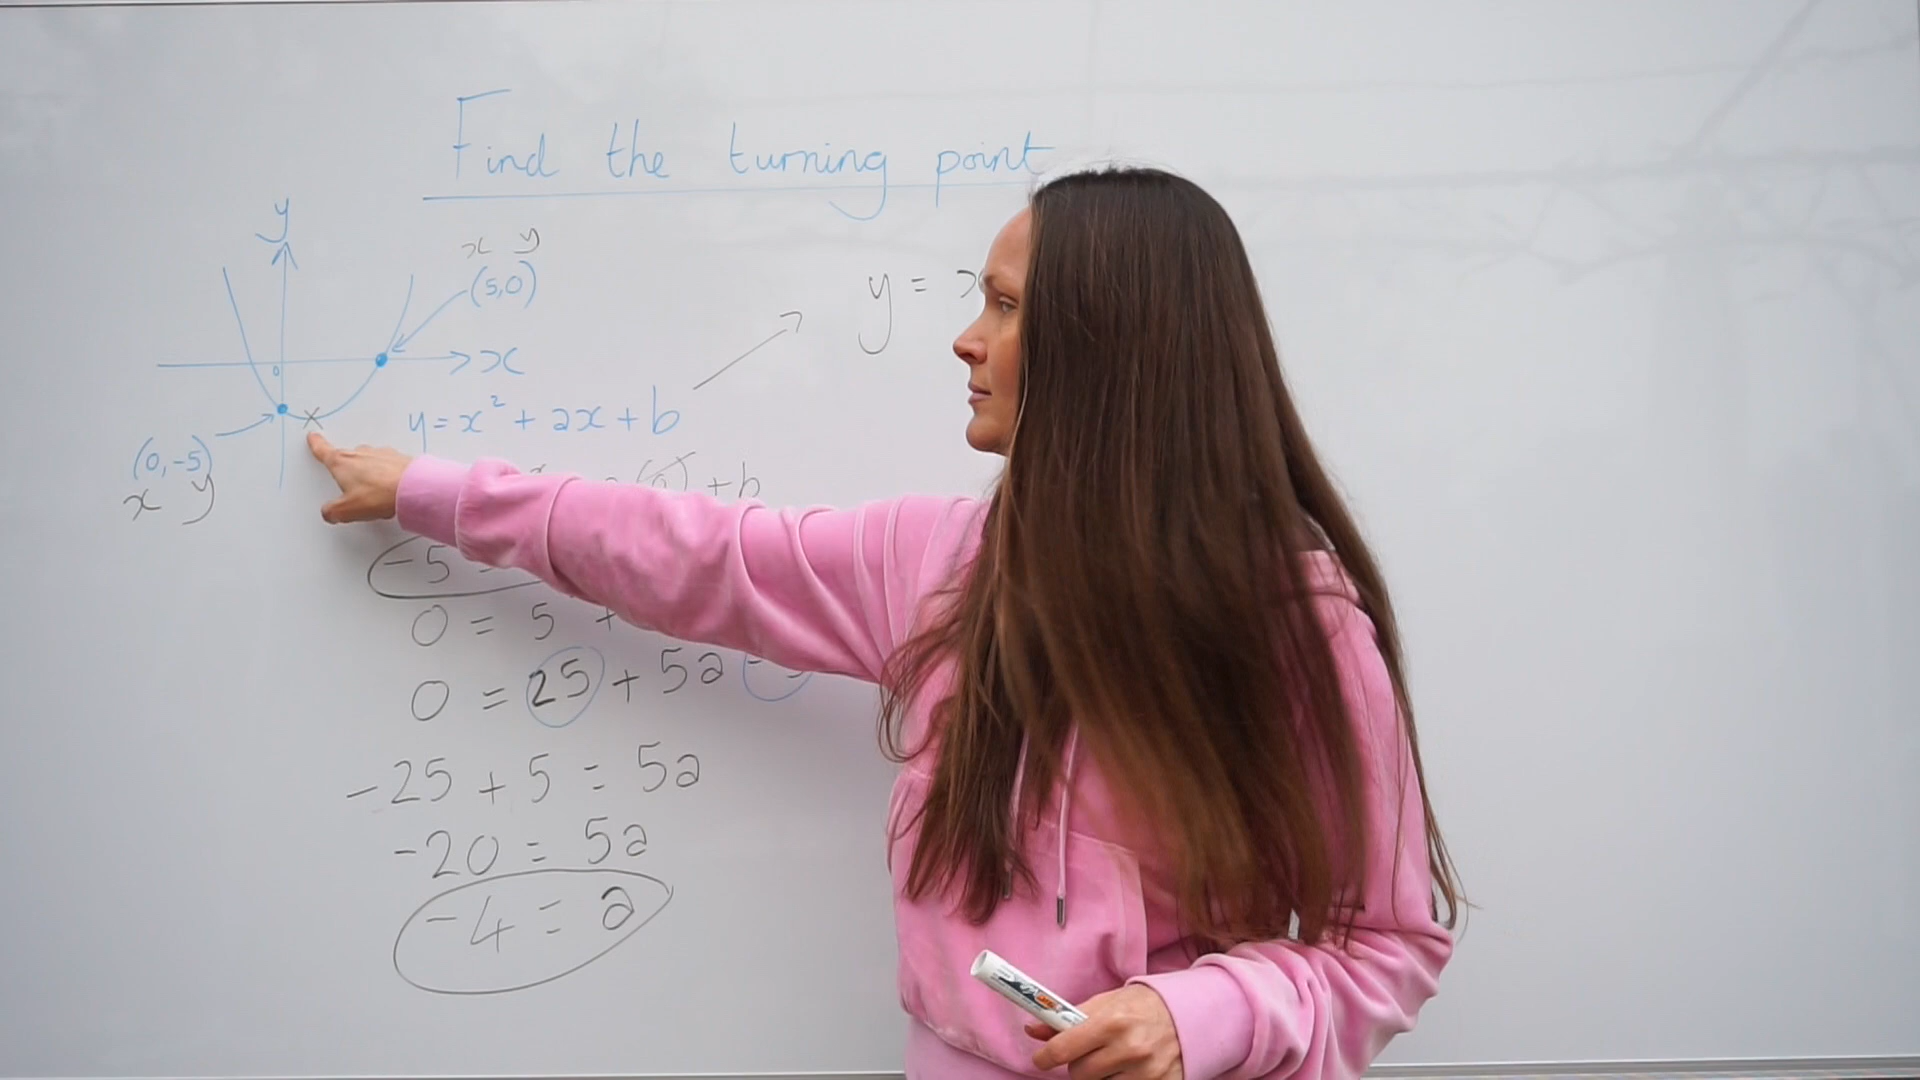 Find the turning point
y
x y
(5,0)
y = x
0
x
y=x² + ax + b
(0,-5)
x y
+b
-5
0 = 5 +
0 = 25 + 5a
-25 + 5 = 5a
-20 = 5a
-4 = a